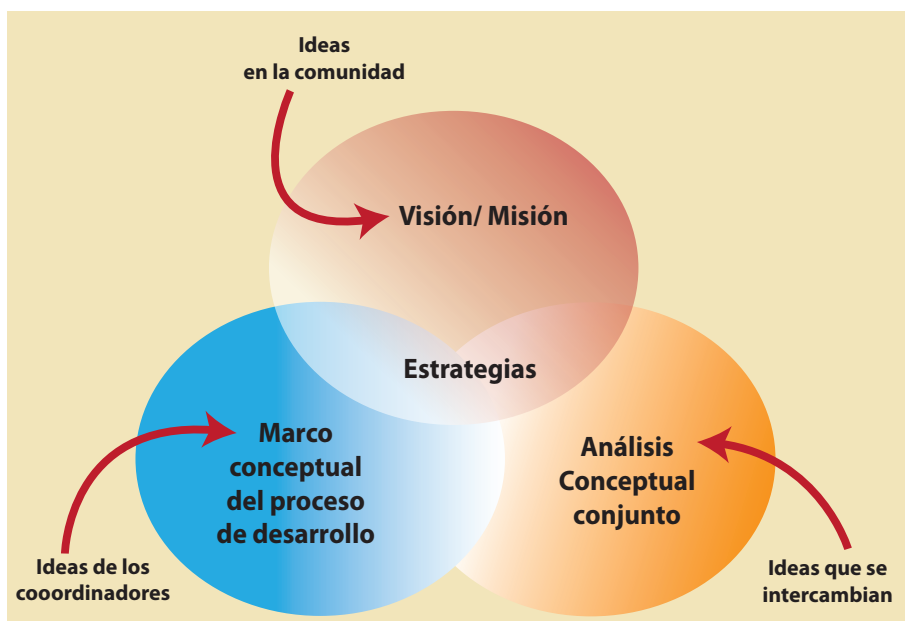 Ideas
en la comunidad
Visión/ Misión
Estrategias
Marco
conceptual
del proceso
de desarrollo
Análisis
Conceptual
conjunto
Ideas de los
cooordinadores
Ideas que se
intercambian